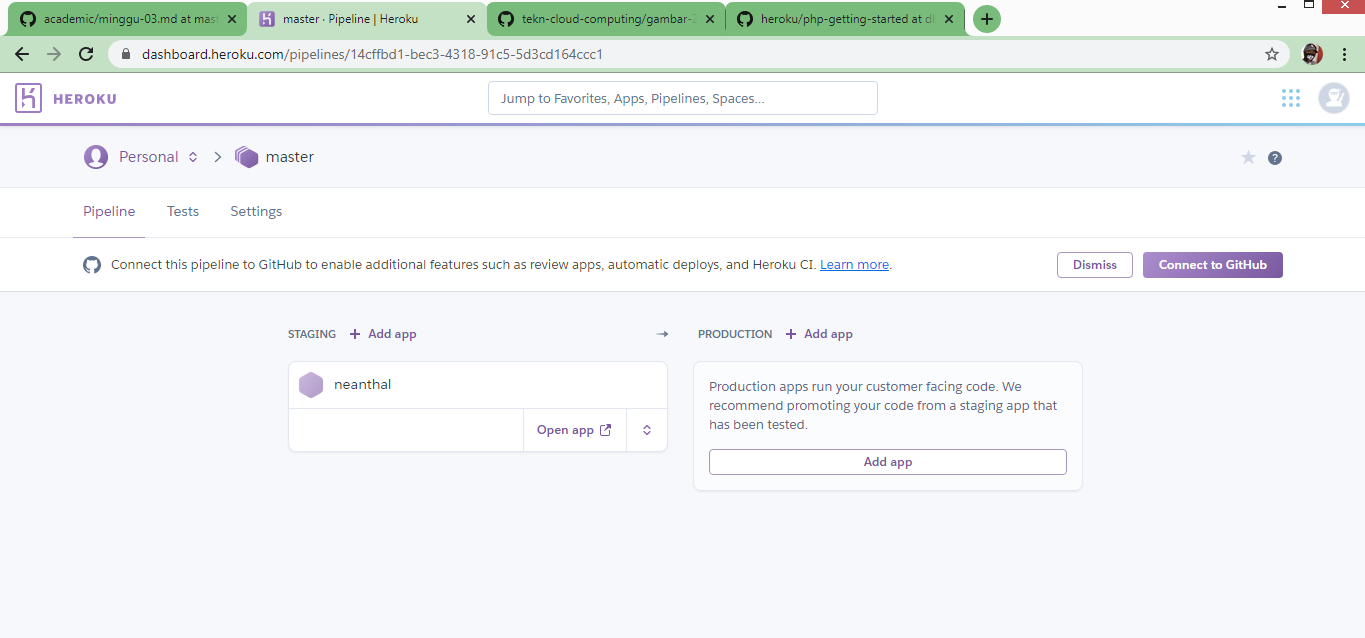 academic/minggu-03.md at mast
master · Pipeline | Heroku
tekn-cloud-computing/gambar-
heroku/php-getting-started at
dashboard.heroku.com/pipelines/14cffbd1-bec3-4318-91c5-5d3cd164ccc1
HEROKU
Jump to Favorites, Apps, Pipelines, Spaces...
Personal
master
Pipeline
Tests
Settings
Connect this pipeline to GitHub to enable additional features such as review apps, automatic deploys, and Heroku CI. Learn more.
Dismiss
Connect to GitHub
STAGING
+ Add app
PRODUCTION
+ Add app
neanthal
Open app
Production apps run your customer facing code. We
recommend promoting your code from a staging app that
has been tested.
Add app